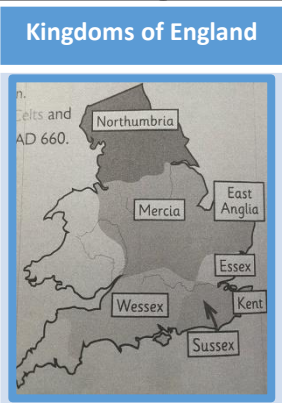 Kingdoms of England
n.
Celts and
AD 660.
Northumbria
East
Anglia
Mercia
Essex
Wessex
Kent
Sussex